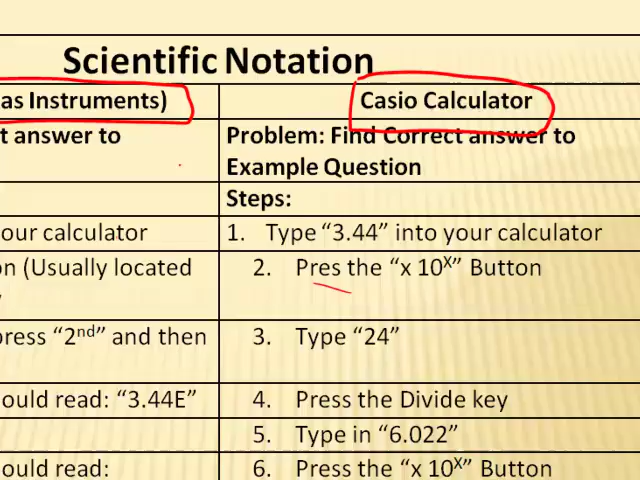 Scientific Notation
as Instruments)
Casio Calculator
t answer to
Problem: Find Correct answer to
Example Question
Steps:
our calculator
1. Type “3.44” into your calculator
on (Usually located
2. Pres the “x 10ˣ” Button
press “2ⁿᵈ” and then
3. Type “24”
ould read: “3.44E”
4. Press the Divide key
5. Type in “6.022”
ould read:
6. Press the “x 10ˣ” Button